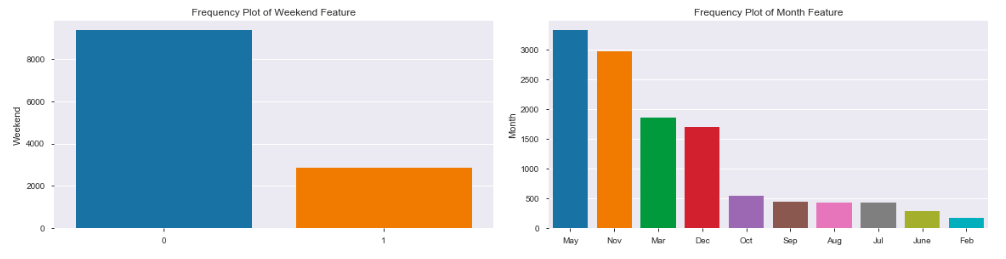 Frequency Plot of Weekend Feature
Weekend
8000
6000
4000
2000
0
0 1
Frequency Plot of Month Feature
Month
3000
2500
2000
1500
1000
500
0
May Nov Mar Dec Oct Sep Aug Jul June Feb